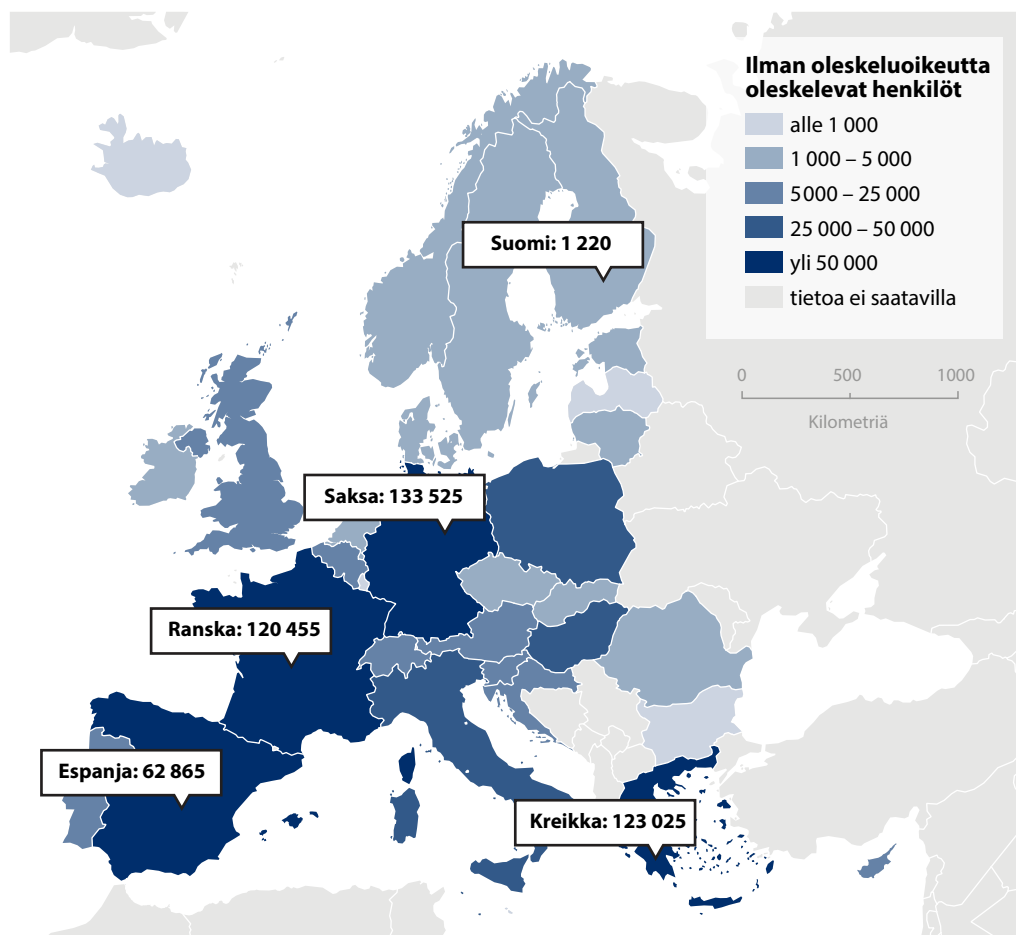 Ilman oleskeluoikeutta
oleskelevat henkilöt
alle 1 000
1 000 – 5 000
5 000 – 25 000
25 000 – 50 000
yli 50 000
tietoa ei saatavilla
0 500 1000
Kilometriä
Suomi: 1 220
Saksa: 133 525
Ranska: 120 455
Espanja: 62 865
Kreikka: 123 025